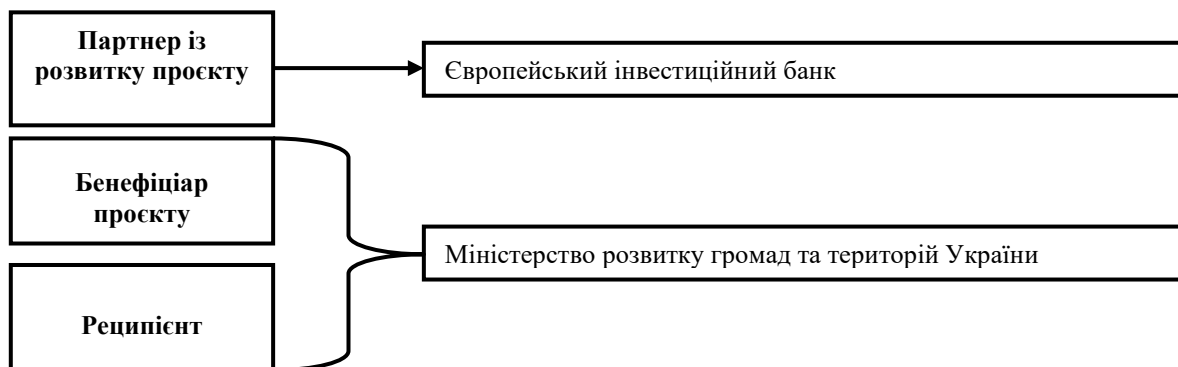 Партнер із
розвитку проєкту
Європейський інвестиційний банк
Бенефіціар
проєкту
Міністерство розвитку громад та територій України
Реципієнт